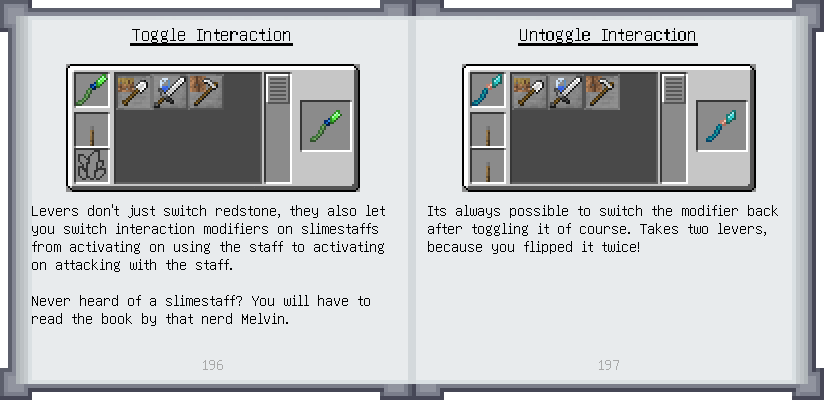 Toggle Interaction
Levers don't just switch redstone, they also let
you switch interaction modifiers on slimestaffs
from activating on using the staff to activating
on attacking with the staff.
Never heard of a slimestaff? You will have to
read the book by that nerd Melvin.
196
Untoggle Interaction
Its always possible to switch the modifier back
after toggling it of course. Takes two levers,
because you flipped it twice!
197